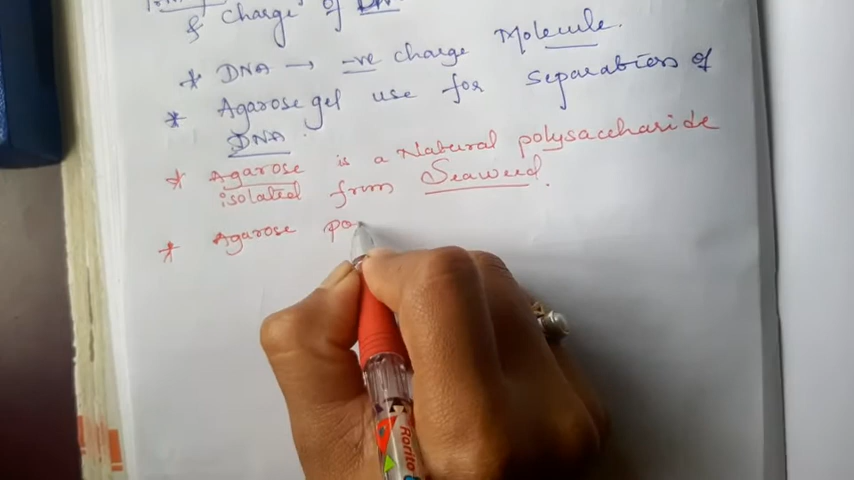 & charge of DNA
* DNA → -ve charge Molecule.
* Agarose gel use for separation of
DNA.
* Agarose is a Natural polysaccharide
isolated from Seaweed.
* Agarose po
Rorito